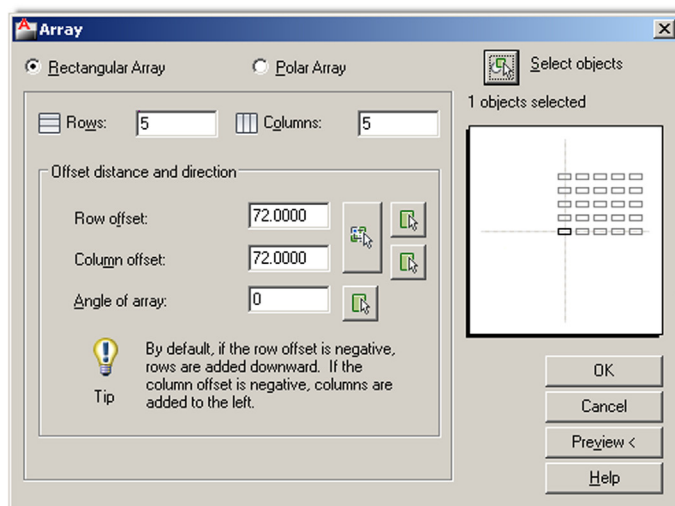 Array
Rectangular Array
Polar Array
Select objects
1 objects selected
Rows:
5
Columns:
5
Offset distance and direction
Row offset:
72.0000
Column offset:
72.0000
Angle of array:
0
Tip
By default, if the row offset is negative,
rows are added downward. If the
column offset is negative, columns are
added to the left.
OK
Cancel
Preview <
Help